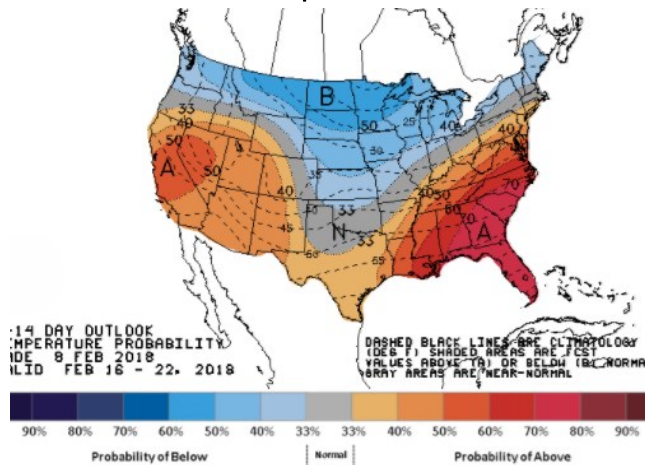 33
40
50
A
50
B
50
25
40
30
35
40
40
33
N
33
45
50
55
40
50
60
70
70
A
40
-14 DAY OUTLOOK
EMPERATURE PROBABILITY
ADE 8 FEB 2018
ALID FEB 16 - 22, 2018
DASHED BLACK LINES ARE CLIMATOLOGY
(DEG F) SHADED AREAS ARE FCST
VALUES ABOVE (A) OR BELOW (B) NORMA
GRAY AREAS ARE NEAR-NORMAL
90% 80% 70% 60% 50% 40% 33% 33% 40% 50% 60% 70% 80% 90%
Probability of Below Normal Probability of Above